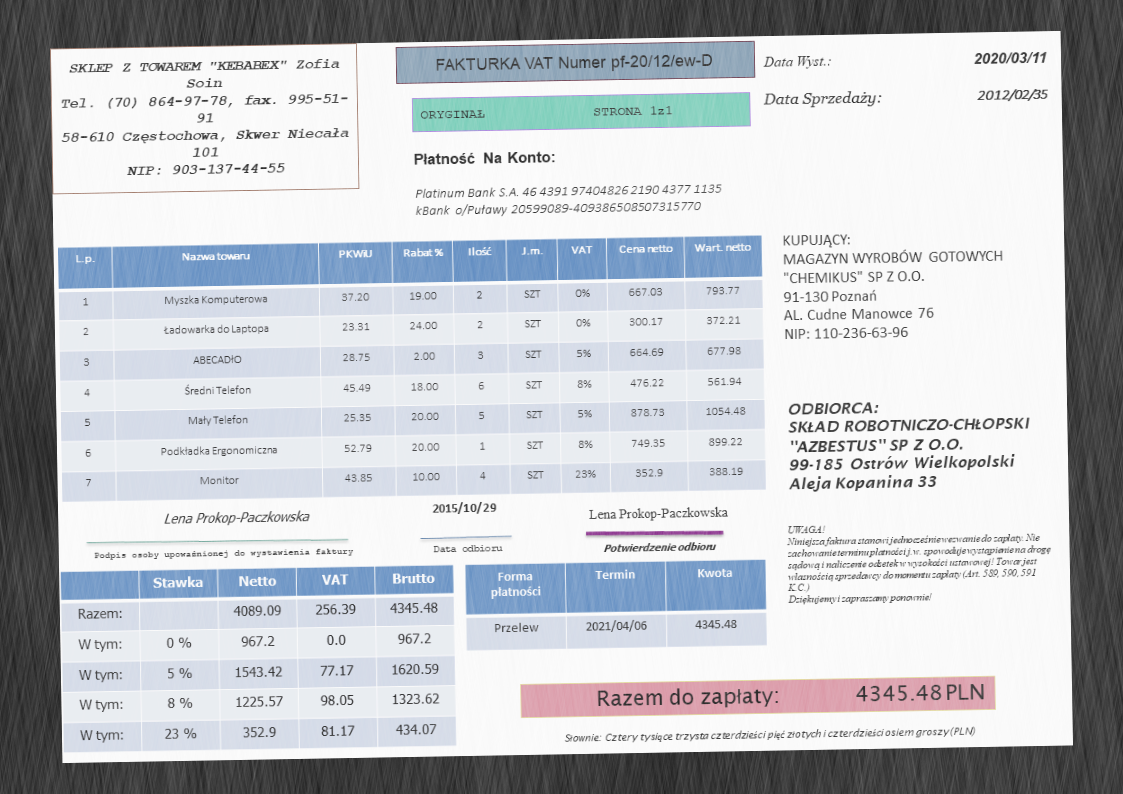 SKLEP Z TOWAREM "KEBABEX" Zofia
Soin
Tel. (70) 864-97-78, fax. 995-51-
91
58-610 Częstochowa, Skwer Niecała
101
NIP: 903-137-44-55
FAKTURKA VAT Numer pf-20/12/ew-D
ORYGINAŁ STRONA 1z1
Data Wyst.: 2020/03/11
Data Sprzedaży: 2012/02/35
Płatność Na Konto:
Platinum Bank S.A. 46 4391 97404826 2190 4377 1135
kBank o/Puławy 20599089-409386508507315770
KUPUJĄCY:
MAGAZYN WYROBÓW GOTOWYCH
"CHEMIKUS" SP Z O.O.
91-130 Poznań
AL. Cudne Manowce 76
NIP: 110-236-63-96
L.p. Nazwa towaru PKWiU Rabat % Ilość J.m. VAT Cena netto Wart. netto
1 Myszka Komputerowa 37.20 19.00 2 SZT 0% 667.03 793.77
2 Ładowarka do Laptopa 23.31 24.00 2 SZT 0% 300.17 372.21
3 ABECADŁO 28.75 2.00 3 SZT 5% 664.69 677.98
4 Średni Telefon 45.49 18.00 6 SZT 8% 476.22 561.94
5 Mały Telefon 25.35 20.00 5 SZT 5% 878.73 1054.48
6 Podkładka Ergonomiczna 52.79 20.00 1 SZT 8% 749.35 899.22
7 Monitor 43.85 10.00 4 SZT 23% 352.9 388.19
ODBIORCA:
SKŁAD ROBOTNICZO-CHŁOPSKI
"AZBESTUS" SP Z O.O.
99-185 Ostrów Wielkopolski
Aleja Kopanina 33
Lena Prokop-Paczkowska
Podpis osoby upoważnionej do wystawienia faktury
2015/10/29
Data odbioru
Lena Prokop-Paczkowska
Potwierdzenie odbioru
UWAGA!
Niniejsza faktura stanowi jednocześnie wezwanie do zapłaty. Nie
zachowanie terminu płatności j.w. spowoduje wystąpienie na drogę
sądową i naliczenie odsetek w wysokości ustawowej! Towar jest
własnością sprzedawcy do momentu zapłaty (Art. 589, 590, 591
K.C.)
Dziękujemy i zapraszamy ponownie!
Stawka Netto VAT Brutto
Razem: 4089.09 256.39 4345.48
W tym: 0 % 967.2 0.0 967.2
W tym: 5 % 1543.42 77.17 1620.59
W tym: 8 % 1225.57 98.05 1323.62
W tym: 23 % 352.9 81.17 434.07
Forma płatności Termin Kwota
Przelew 2021/04/06 4345.48
Razem do zapłaty: 4345.48 PLN
Słownie: Cztery tysiące trzysta czterdzieści pięć złotych i czterdzieści osiem groszy (PLN)